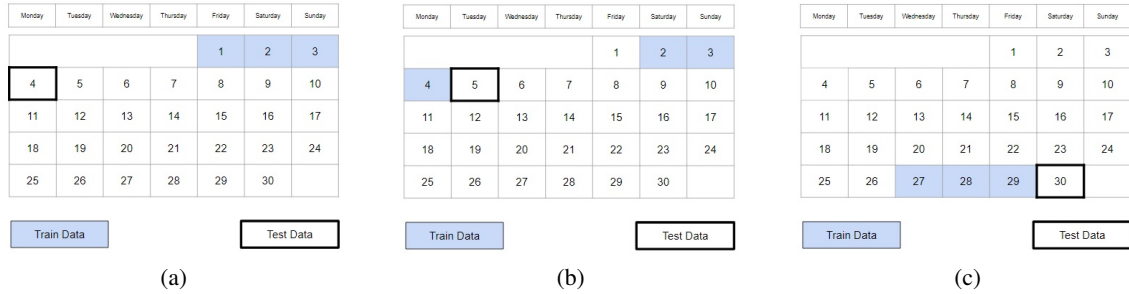 Monday Tuesday Wednesday Thursday Friday Saturday Sunday
1 2 3
4 5 6 7 8 9 10
11 12 13 14 15 16 17
18 19 20 21 22 23 24
25 26 27 28 29 30
Train Data Test Data
(a)
Monday Tuesday Wednesday Thursday Friday Saturday Sunday
1 2 3
4 5 6 7 8 9 10
11 12 13 14 15 16 17
18 19 20 21 22 23 24
25 26 27 28 29 30
Train Data Test Data
(b)
Monday Tuesday Wednesday Thursday Friday Saturday Sunday
1 2 3
4 5 6 7 8 9 10
11 12 13 14 15 16 17
18 19 20 21 22 23 24
25 26 27 28 29 30
Train Data Test Data
(c)